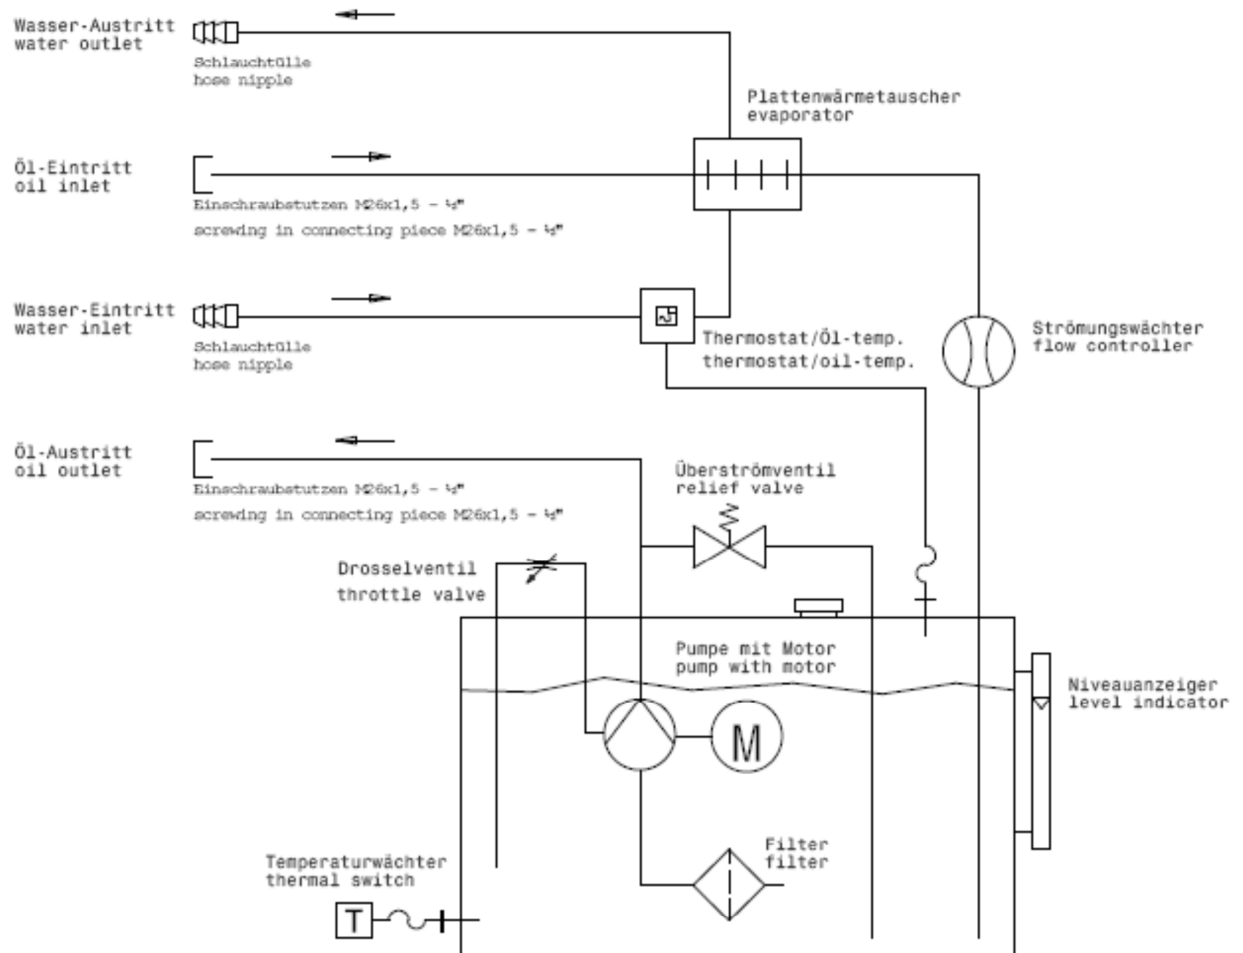 Wasser-Austritt
water outlet
Schlauchtülle
hose nipple
Plattenwärmetauscher
evaporator
Öl-Eintritt
oil inlet
Einschraubstutzen M26x1,5 - ½"
screwing in connecting piece M26x1,5 - ½"
Wasser-Eintritt
water inlet
Schlauchtülle
hose nipple
Thermostat/Öl-temp.
thermostat/oil-temp.
Strömungswächter
flow controller
Öl-Austritt
oil outlet
Einschraubstutzen M26x1,5 - ½"
screwing in connecting piece M26x1,5 - ½"
Überströmventil
relief valve
Drosselventil
throttle valve
Pumpe mit Motor
pump with motor
Niveauanzeiger
level indicator
M
Filter
filter
Temperaturwächter
thermal switch
T